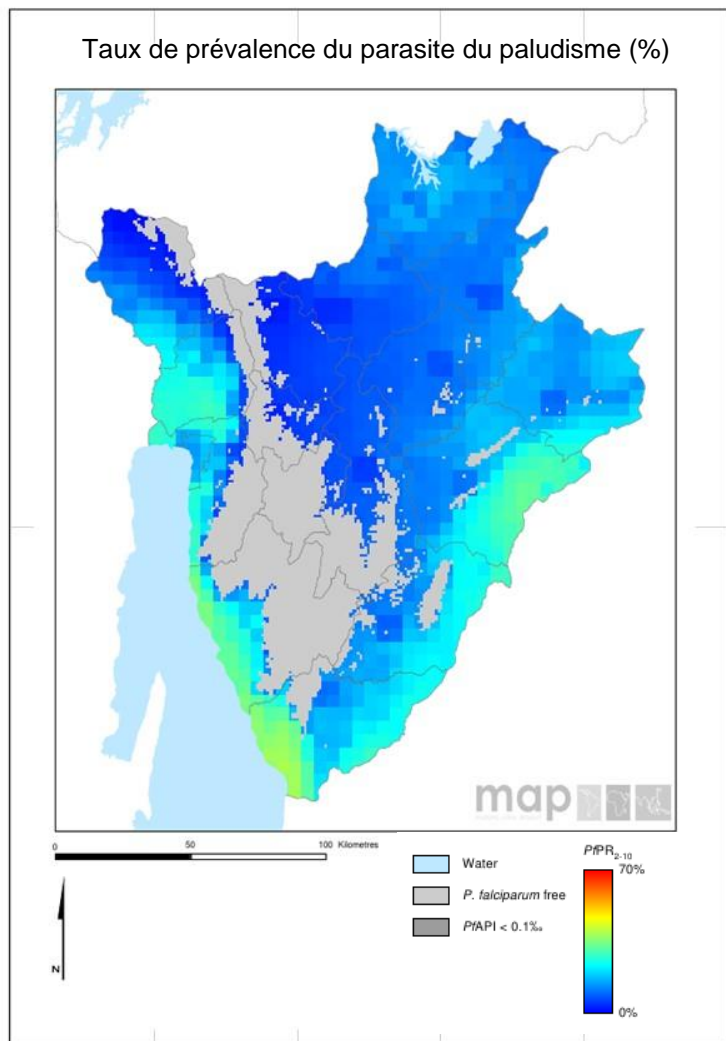 Taux de prévalence du parasite du paludisme (%)
map
0 50 100 Kilometres
N
Water
P. falciparum free
PfAPI < 0.1‰
PfPR2-10
70%
0%